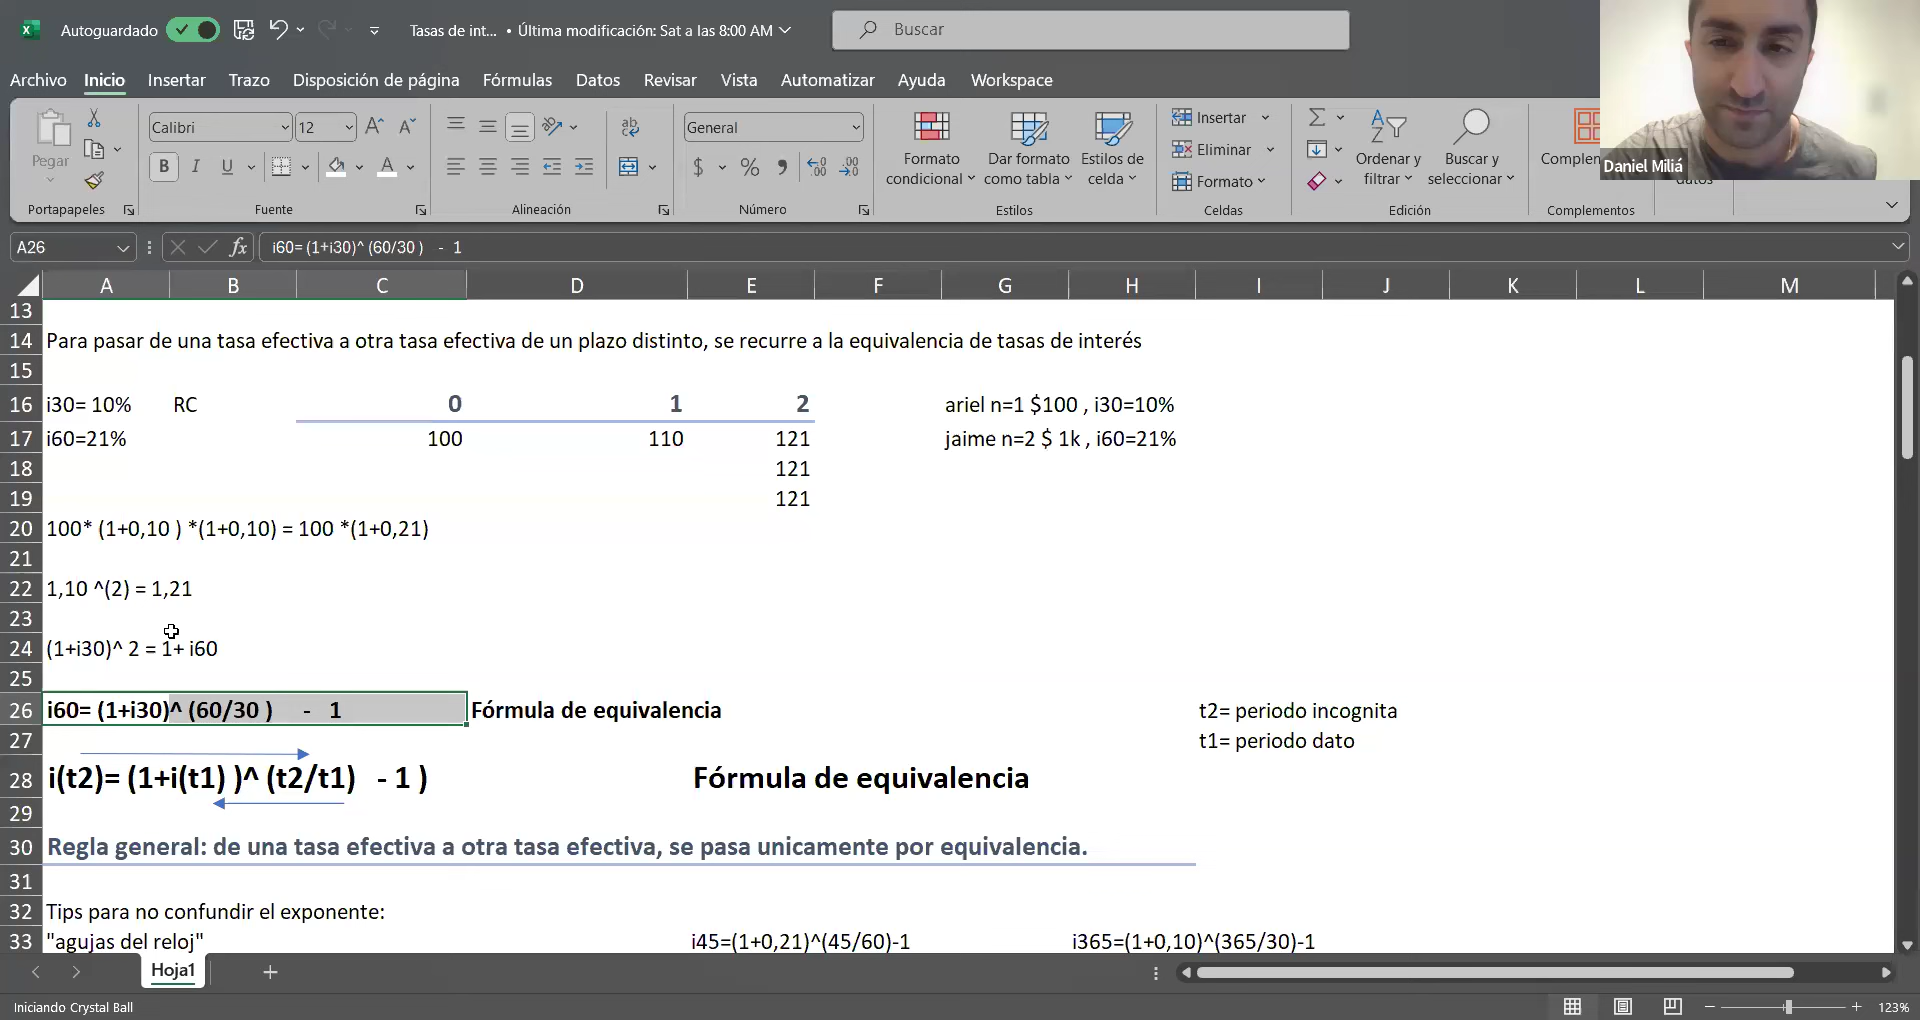 Autoguardado
Tasas de int... • Última modificación: Sat a las 8:00 AM
Buscar
Archivo Inicio Insertar Trazo Disposición de página Fórmulas Datos Revisar Vista Automatizar Ayuda Workspace
Pegar
Portapapeles
Calibri 12
Fuente
Alineación
ab
General
$ % 
Número
Formato condicional
Dar formato como tabla
Estilos de celda
Estilos
Insertar
Eliminar
Formato
Celdas
Ordenar y filtrar
Buscar y seleccionar
Edición
Complementos
datos
Daniel Miliá
A26
fx i60= (1+i30)^ (60/30 ) - 1
A B C D E F G H I J K L M
13
14 Para pasar de una tasa efectiva a otra tasa efectiva de un plazo distinto, se recurre a la equivalencia de tasas de interés
15
16 i30= 10% RC 0 1 2 ariel n=1 $100 , i30=10%
17 i60=21% 100 110 121 jaime n=2 $ 1k , i60=21%
18 121
19 121
20 100* (1+0,10 ) *(1+0,10) = 100 *(1+0,21)
21
22 1,10 ^(2) = 1,21
23
24 (1+i30)^ 2 = 1+ i60
25
26 i60= (1+i30)^ (60/30 ) - 1 Fórmula de equivalencia t2= periodo incognita
27 t1= periodo dato
28 i(t2)= (1+i(t1) )^ (t2/t1) - 1 ) Fórmula de equivalencia
29
30 Regla general: de una tasa efectiva a otra tasa efectiva, se pasa unicamente por equivalencia.
31
32 Tips para no confundir el exponente:
33 "agujas del reloj" i45=(1+0,21)^(45/60)-1 i365=(1+0,10)^(365/30)-1
Hoja1
Iniciando Crystal Ball
123%